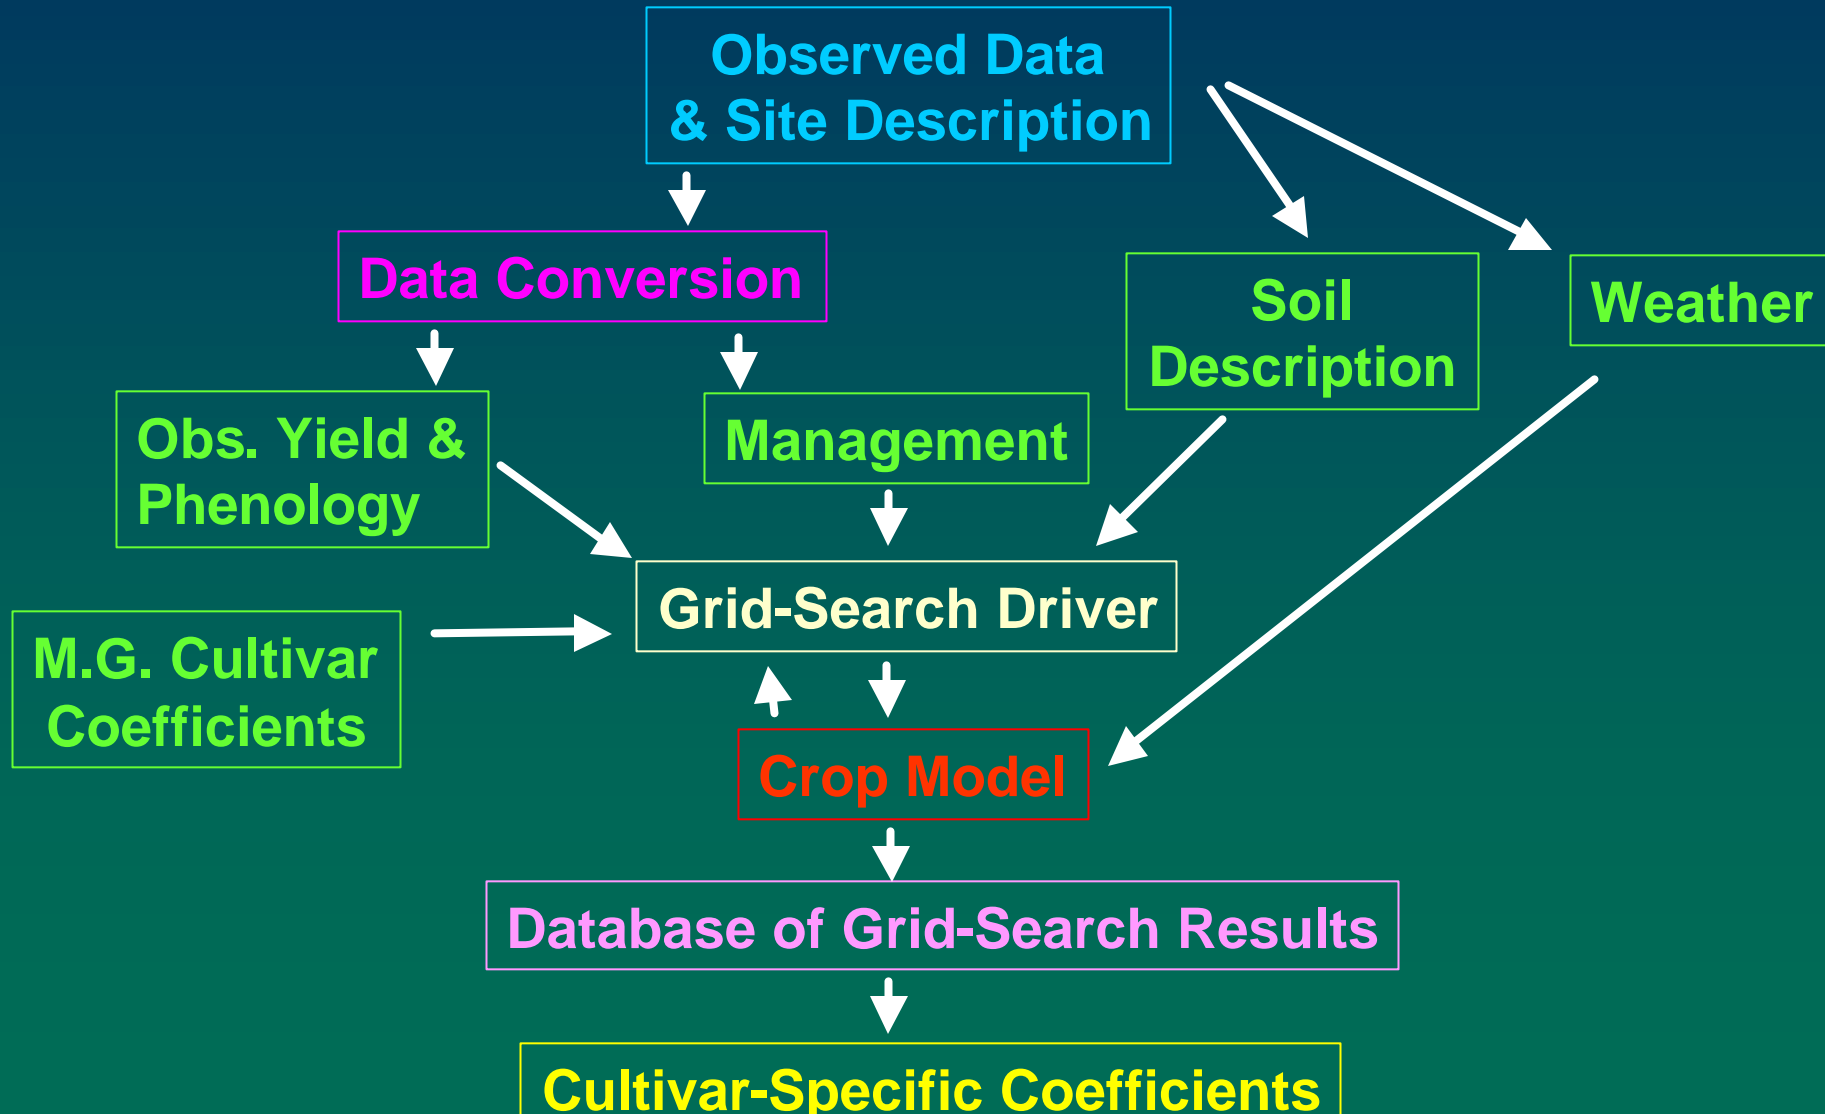 Observed Data
& Site Description
Data Conversion
Soil
Description
Weather
Obs. Yield &
Phenology
Management
Grid-Search Driver
M.G. Cultivar
Coefficients
Crop Model
Database of Grid-Search Results
Cultivar-Specific Coefficients